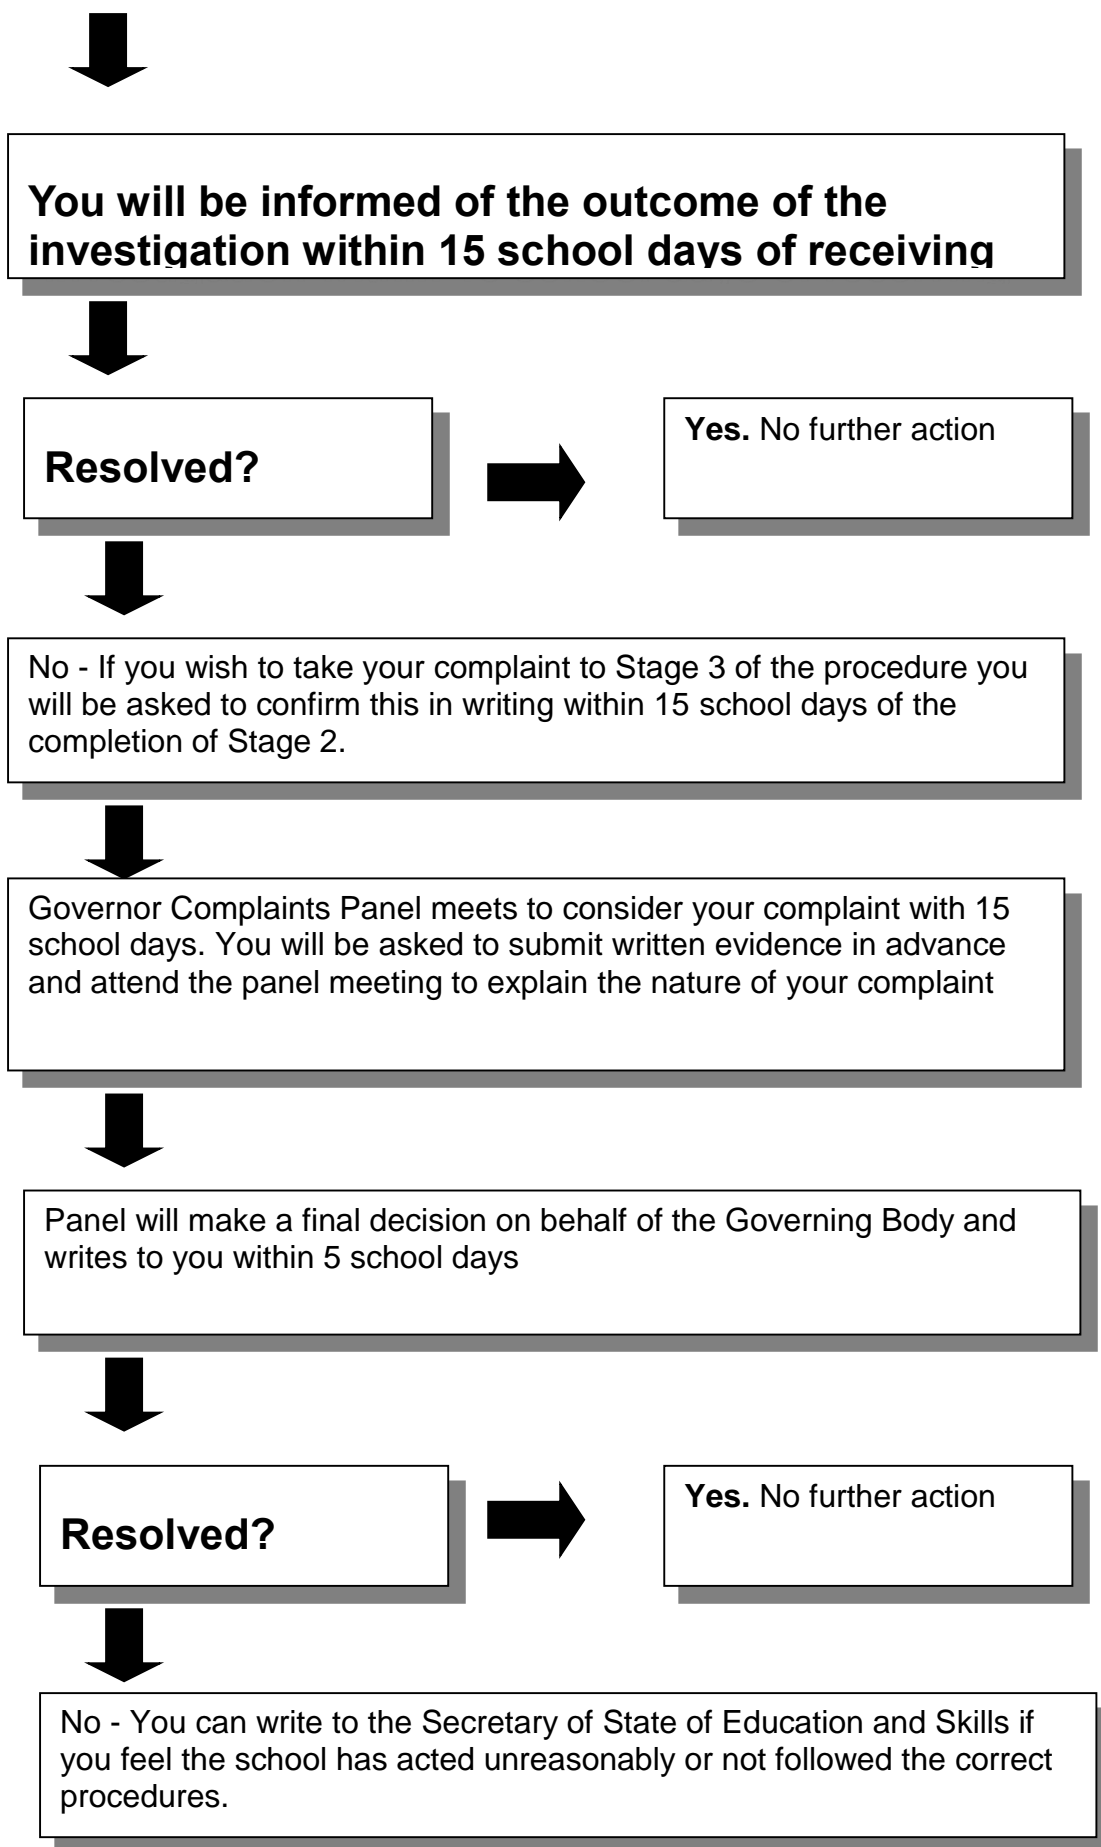 You will be informed of the outcome of the
investigation within 15 school days of receiving
Resolved?
Yes. No further action
No - If you wish to take your complaint to Stage 3 of the procedure you
will be asked to confirm this in writing within 15 school days of the
completion of Stage 2.
Governor Complaints Panel meets to consider your complaint with 15
school days. You will be asked to submit written evidence in advance
and attend the panel meeting to explain the nature of your complaint
Panel will make a final decision on behalf of the Governing Body and
writes to you within 5 school days
Resolved?
Yes. No further action
No - You can write to the Secretary of State of Education and Skills if
you feel the school has acted unreasonably or not followed the correct
procedures.